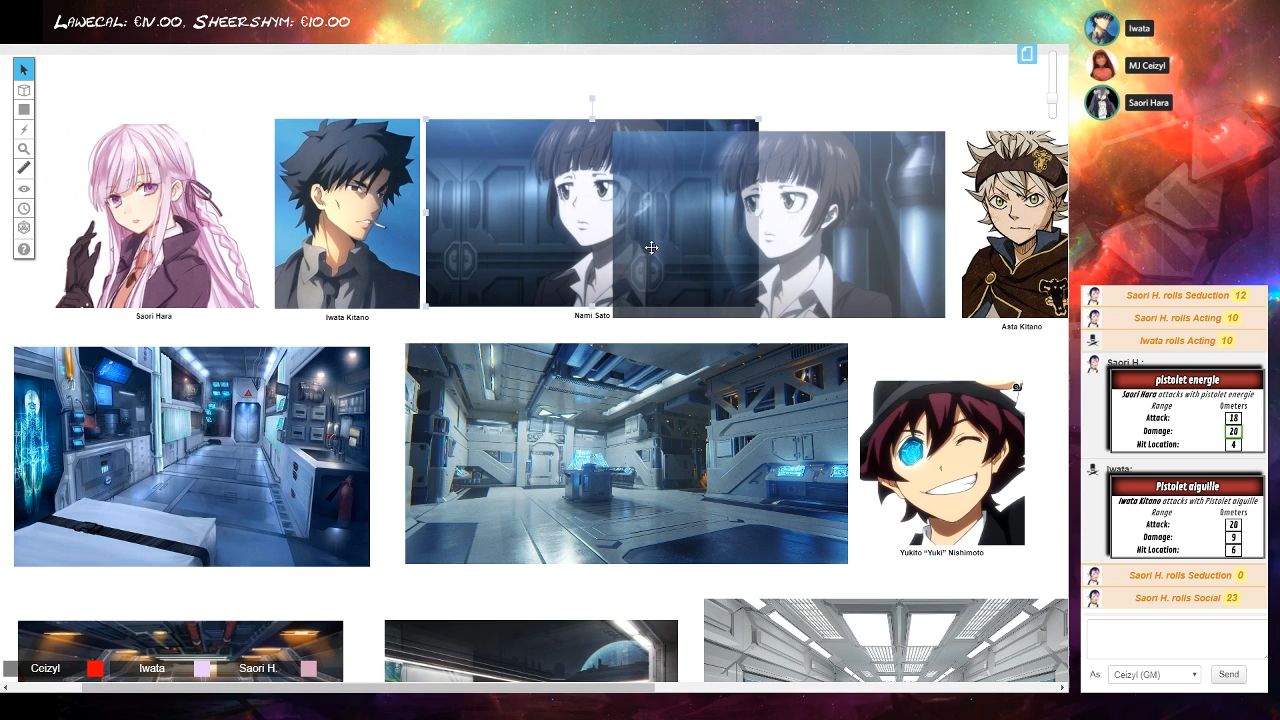 Lawecal: €IV.00, Sheershym: €IO.00
Iwata
MJ Ceizyl
Saori Hara
Saori Hara
Iwata Kitano
Nami Sato
Asta Kitano
Yukito “Yuki” Nishimoto
Saori H. rolls Seduction 12
Saori H. rolls Acting 10
Iwata rolls Acting 10
Saori H.:
pistolet energie
Saori Hara attacks with pistolet energie
Range 0meters
Attack: 18
Damage: 20
Hit Location: 4
Iwata:
Pistolet aiguille
Iwata Kitano attacks with Pistolet aiguille
Range 0meters
Attack: 20
Damage: 9
Hit Location: 6
Saori H. rolls Seduction 0
Saori H. rolls Social 23
Ceizyl Iwata Saori H.
As: Ceizyl (GM) Send